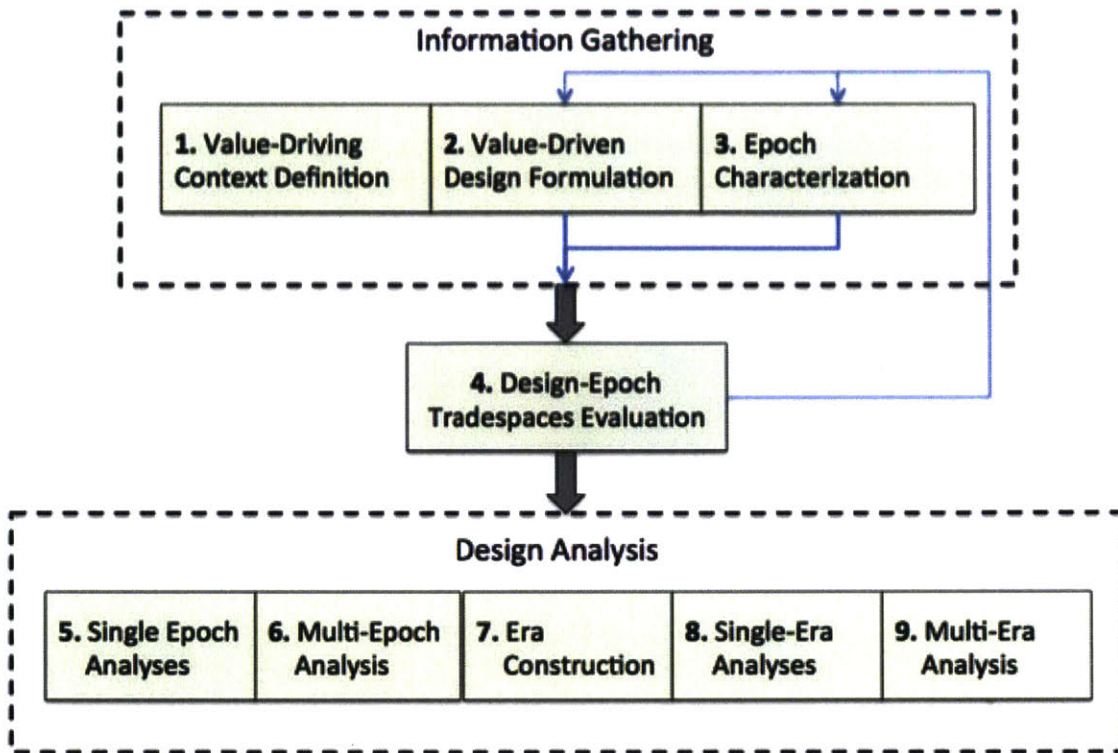 Information Gathering
1. Value-Driving
Context Definition
2. Value-Driven
Design Formulation
3. Epoch
Characterization
4. Design-Epoch
Tradespaces Evaluation
Design Analysis
5. Single Epoch
Analyses
6. Multi-Epoch
Analysis
7. Era
Construction
8. Single-Era
Analyses
9. Multi-Era
Analysis